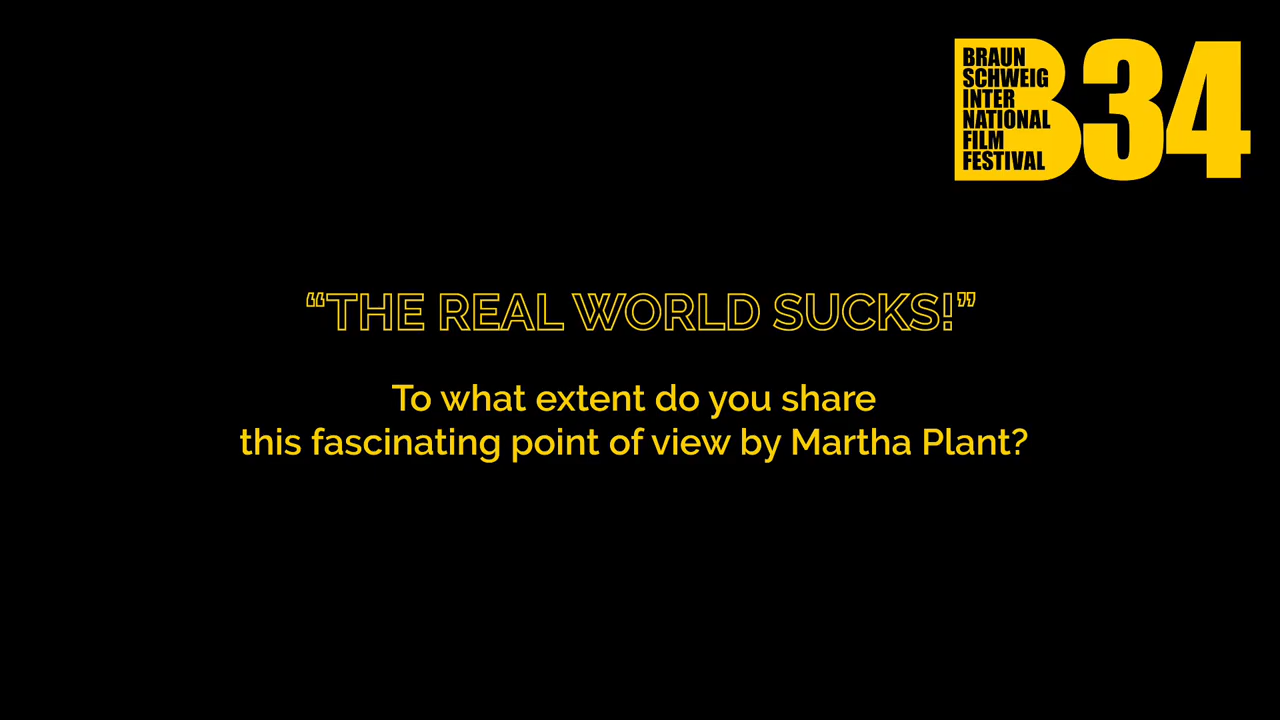 BRAUN
SCHWEIG
INTER
NATIONAL
FILM
FESTIVAL
B34
“THE REAL WORLD SUCKS!”
To what extent do you share
this fascinating point of view by Martha Plant?